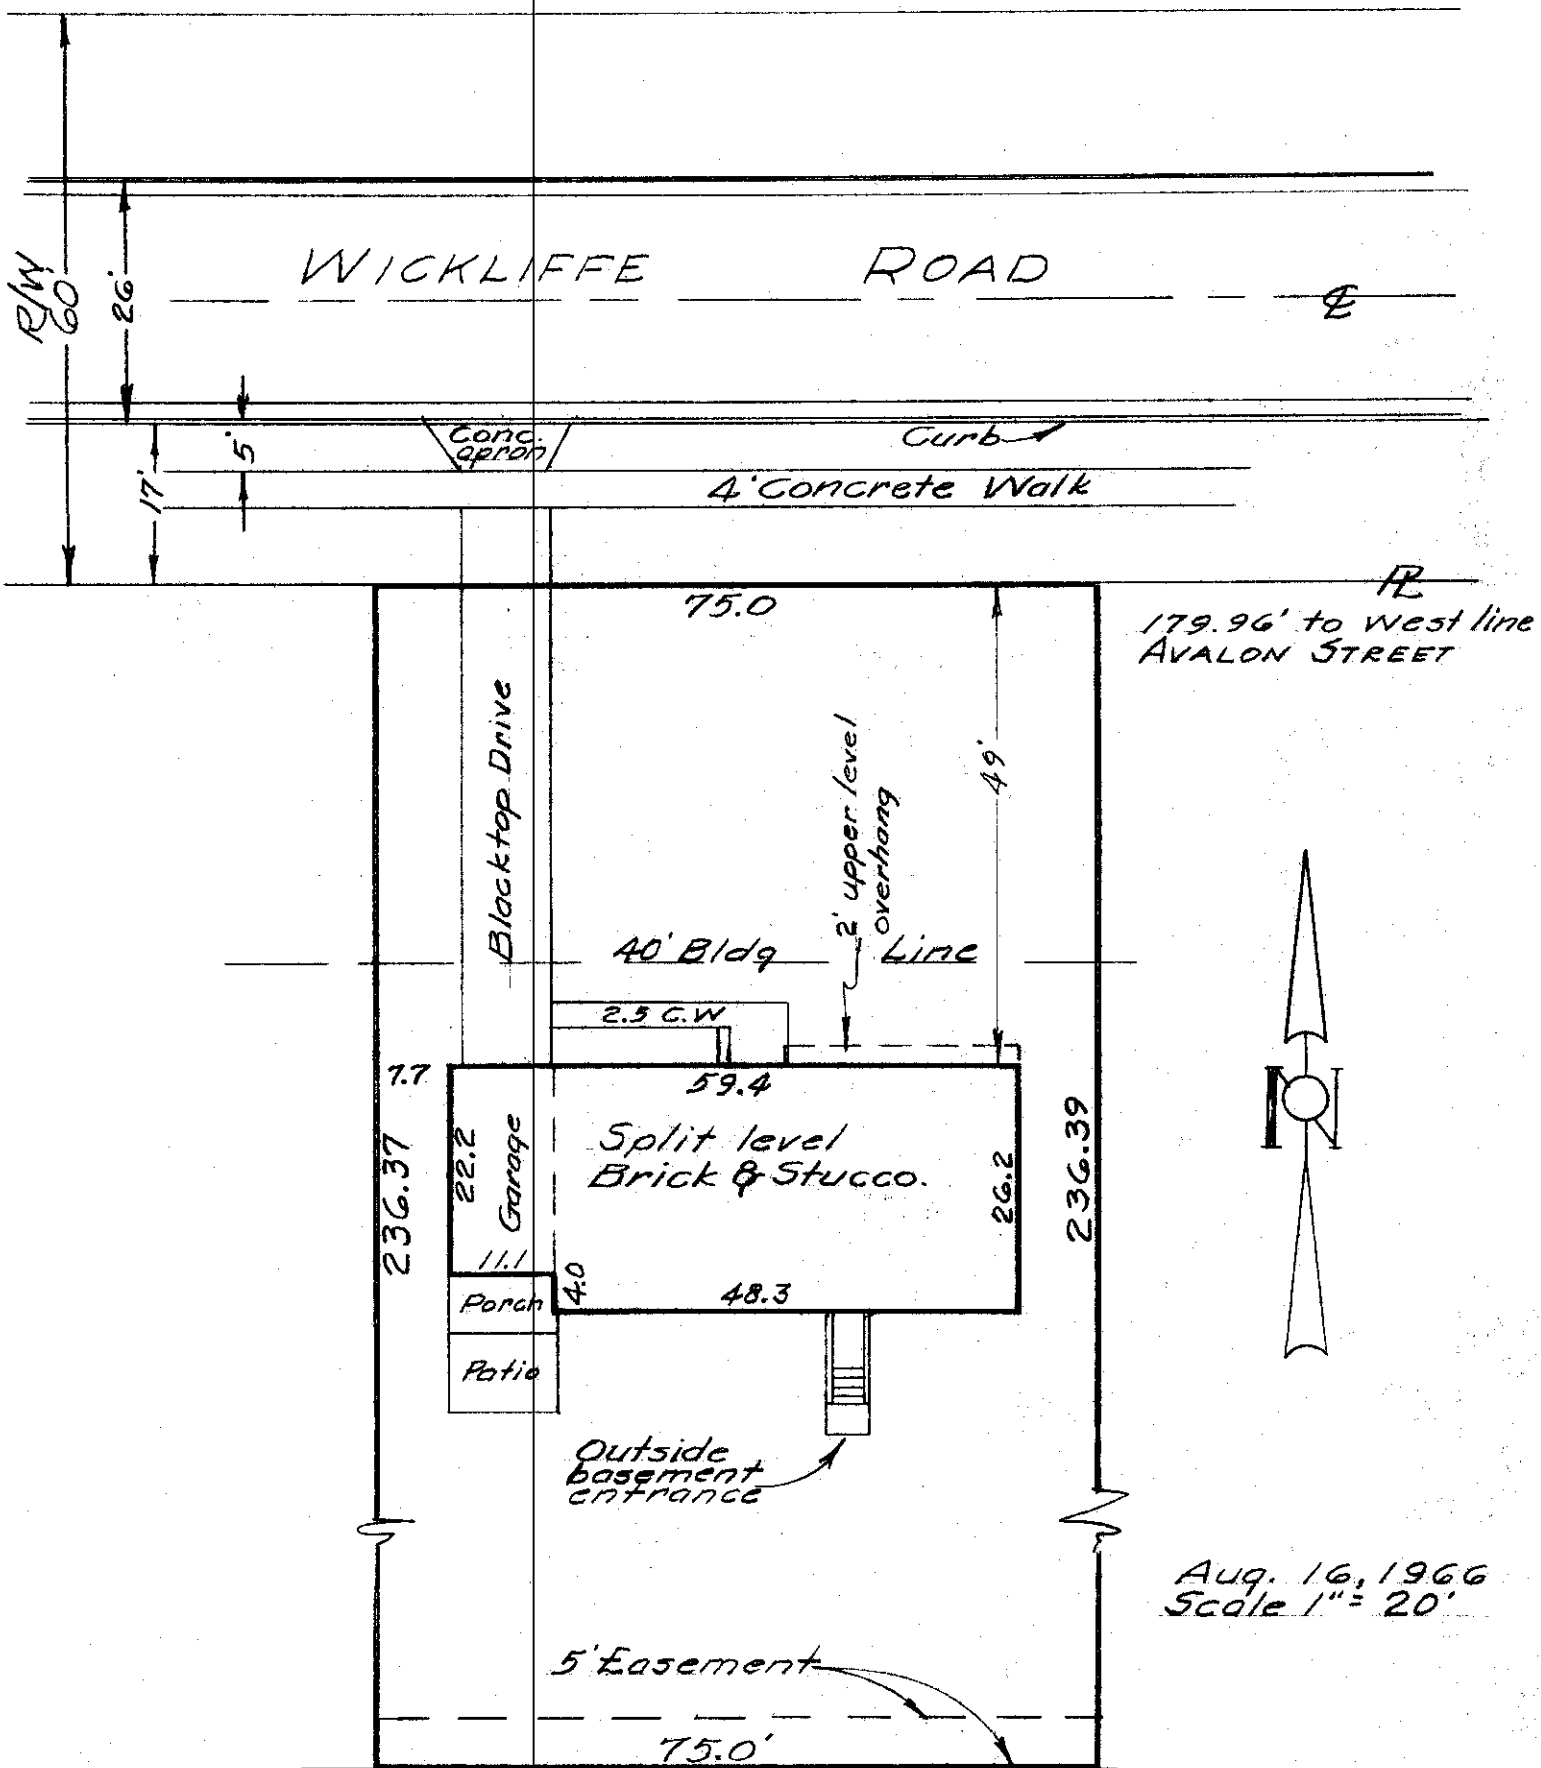 R/W
60'
26'
WICKLIFFE ROAD
℄
5'
17'
Conc.
apron
Curb
4' Concrete Walk
75.0
PL
179.96' to west line
AVALON STREET
Blacktop Drive
2' upper level
overhang
49'
40' Bldg Line
2.5 C.W
7.7
59.4
236.37
22.2
Garage
Split level
Brick & Stucco.
26.2
236.39
N
11.1
4.0
Porch
48.3
Patio
Outside
basement
entrance
Aug. 16, 1966
Scale 1" = 20'
5' Easement
75.0'